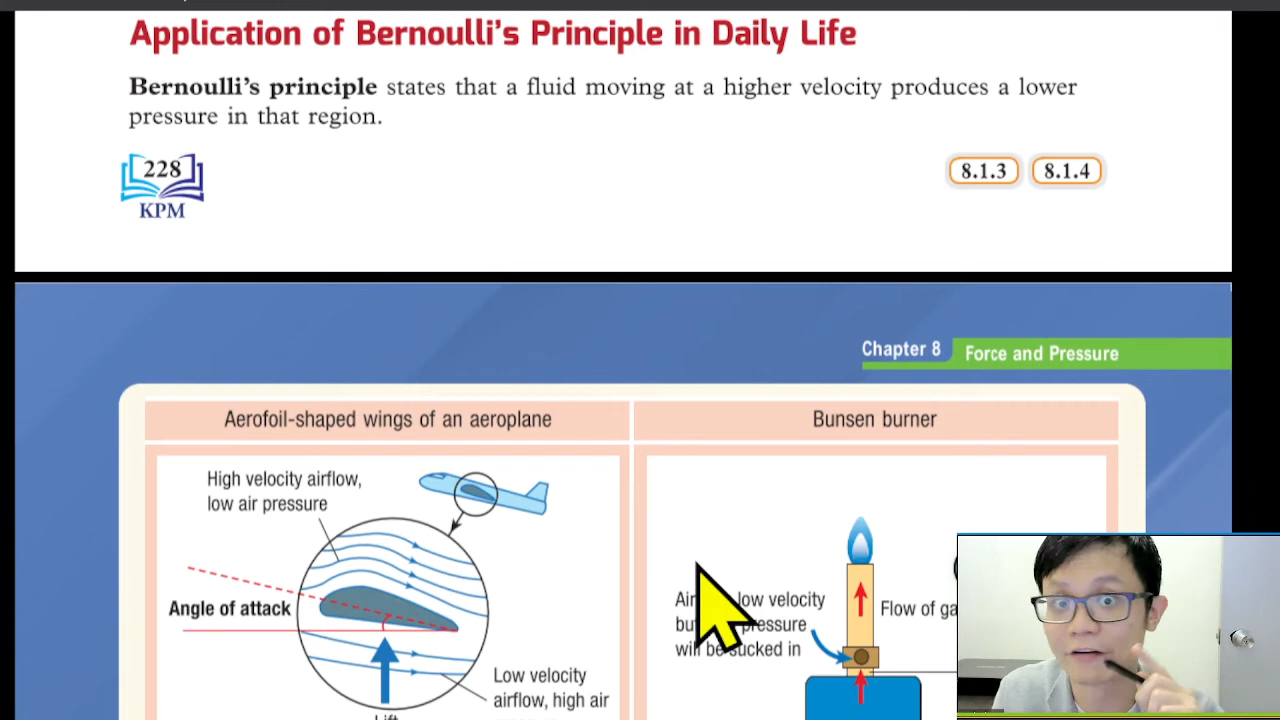 Application of Bernoulli's Principle in Daily Life
Bernoulli's principle states that a fluid moving at a higher velocity produces a lower
pressure in that region.
228
KPM
8.1.3 8.1.4
Chapter 8 Force and Pressure
Aerofoil-shaped wings of an aeroplane
Bunsen burner
High velocity airflow,
low air pressure
Angle of attack
Low velocity
airflow, high air
Lift
Air low velocity
pressure
will be sucked in
Flow of